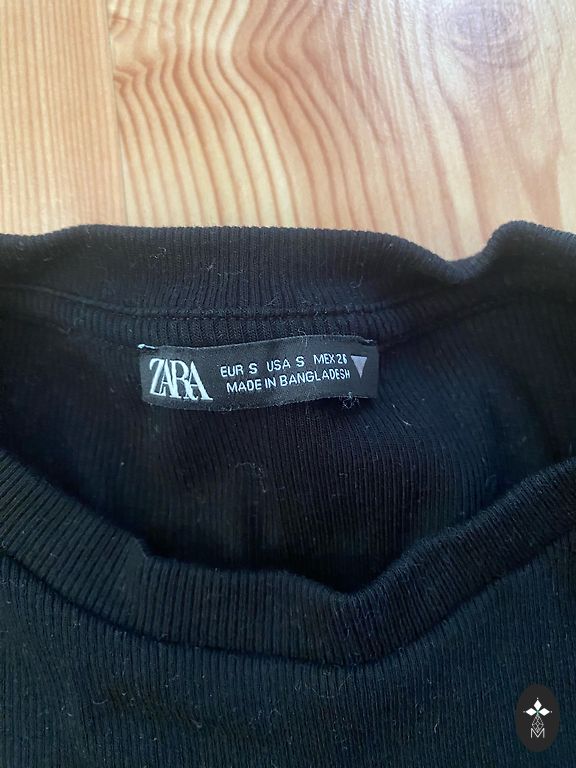 ZARA
EUR S USA S MEX 26
MADE IN BANGLADESH
M